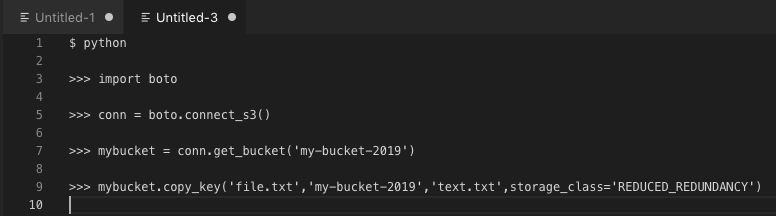 Untitled-1 Untitled-3
1 $ python
2
3 >>> import boto
4
5 >>> conn = boto.connect_s3()
6
7 >>> mybucket = conn.get_bucket('my-bucket-2019')
8
9 >>> mybucket.copy_key('file.txt','my-bucket-2019','text.txt',storage_class='REDUCED_REDUNDANCY')
10